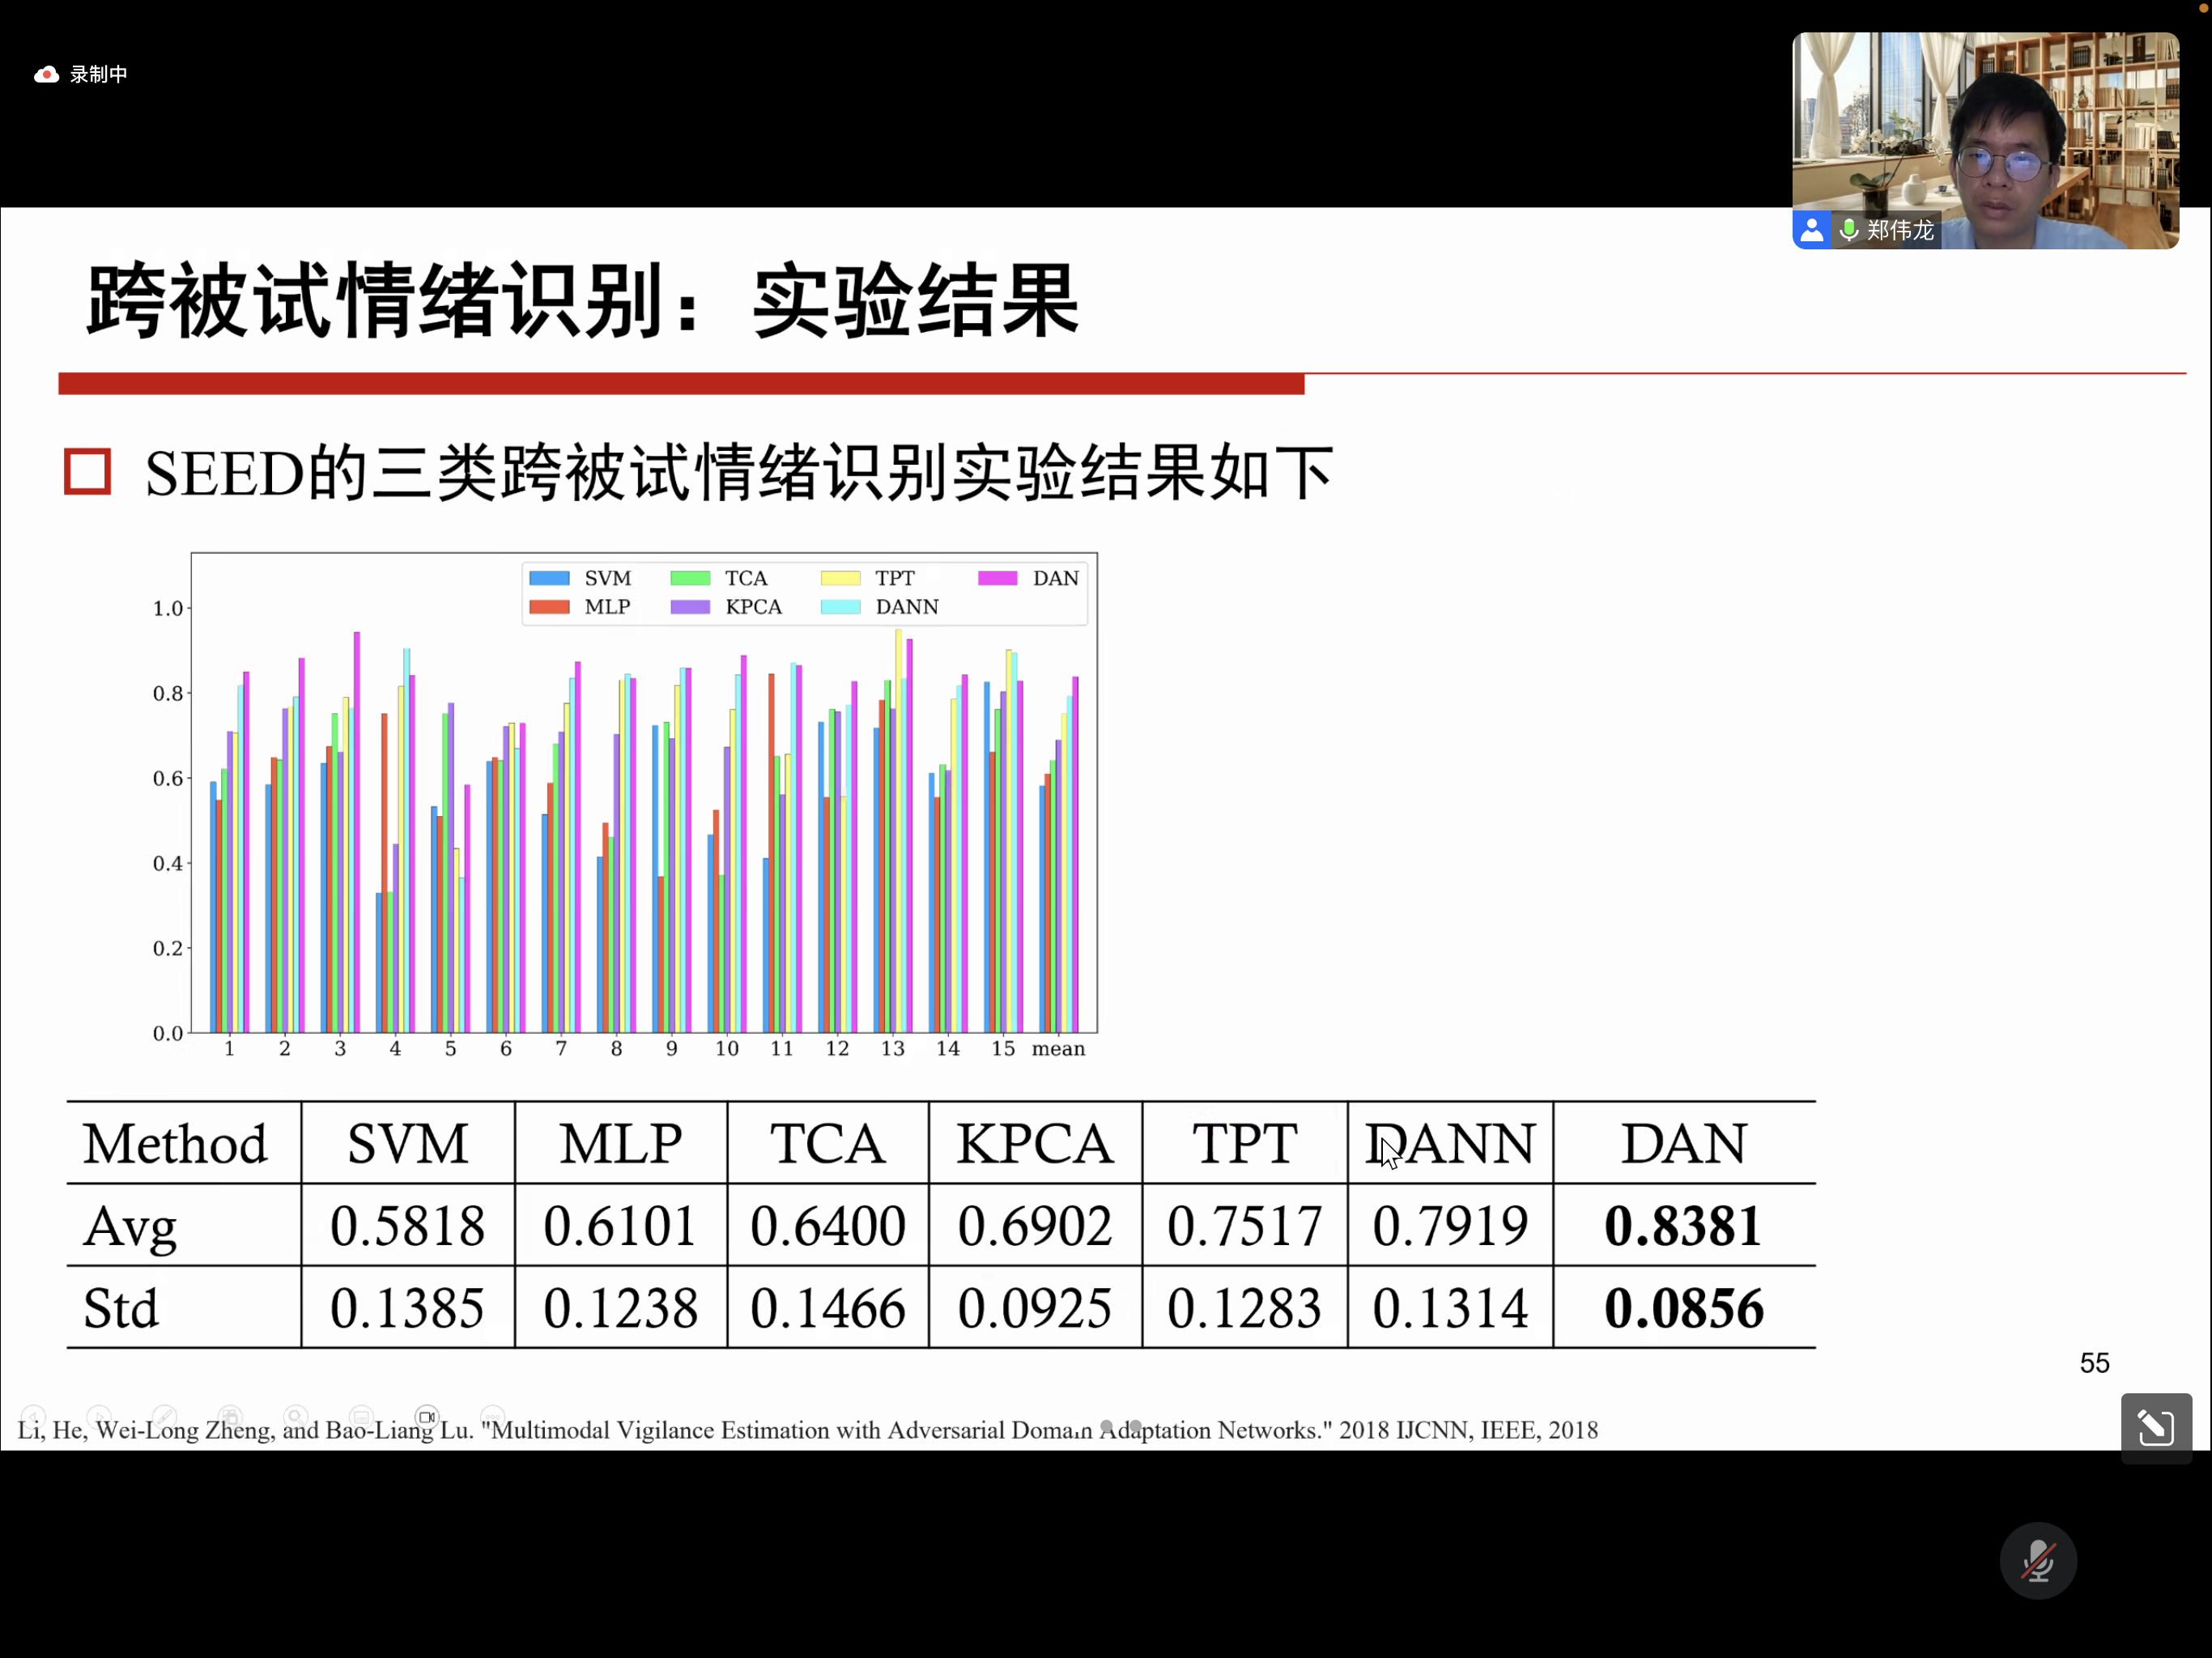 录制中
郑伟龙
跨被试情绪识别：实验结果
SEED的三类跨被试情绪识别实验结果如下
SVM TCA TPT DAN
MLP KPCA DANN
1.0
0.8
0.6
0.4
0.2
0.0
1 2 3 4 5 6 7 8 9 10 11 12 13 14 15 mean
Method SVM MLP TCA KPCA TPT DANN DAN
Avg 0.5818 0.6101 0.6400 0.6902 0.7517 0.7919 0.8381
Std 0.1385 0.1238 0.1466 0.0925 0.1283 0.1314 0.0856
55
Li, He, Wei-Long Zheng, and Bao-Liang Lu. "Multimodal Vigilance Estimation with Adversarial Domain Adaptation Networks." 2018 IJCNN, IEEE, 2018